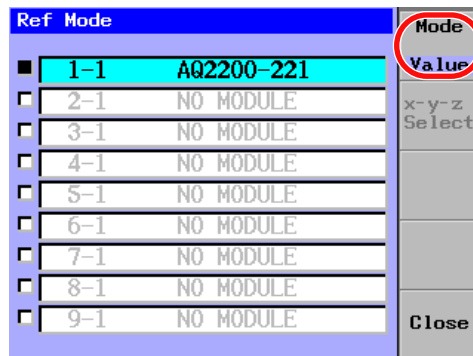 Ref Mode
1-1 AQ2200-221
2-1 NO MODULE
3-1 NO MODULE
4-1 NO MODULE
5-1 NO MODULE
6-1 NO MODULE
7-1 NO MODULE
8-1 NO MODULE
9-1 NO MODULE
Mode
Value
x-y-z
Select
Close